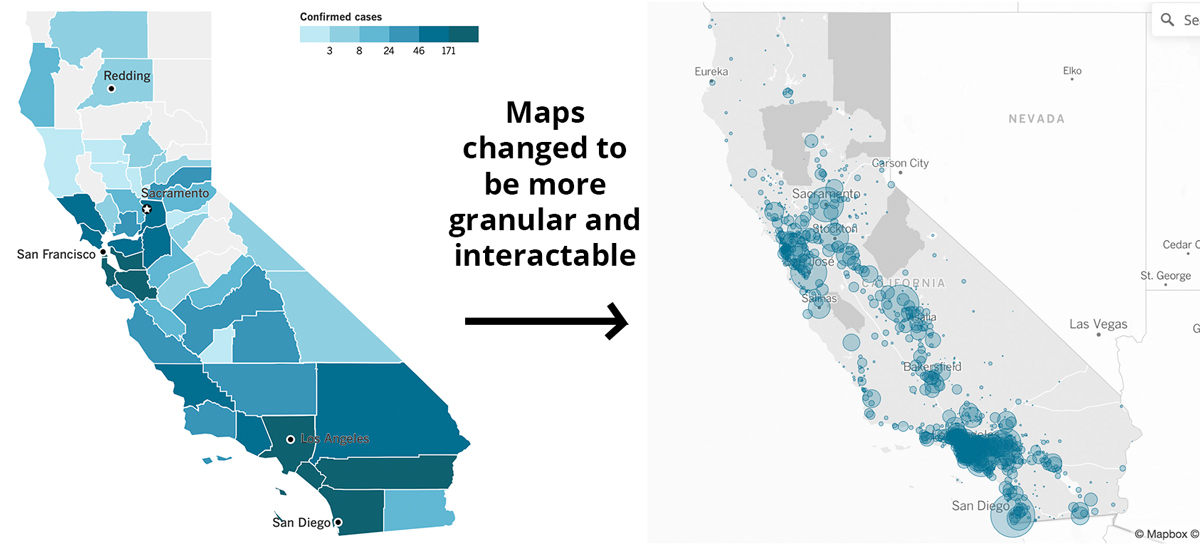 Confirmed cases
3 8 24 46 171
Redding
Sacramento
San Francisco
Los Angeles
San Diego
Maps
changed to
be more
granular and
interactable
Se
Eureka
Elko
NEVADA
Carson City
Sacramento
Stockton
Jose
CALIFORNIA
Salinas
Cedar C
St. George
Las Vegas
G
Bakersfield
San Diego
© Mapbox ©